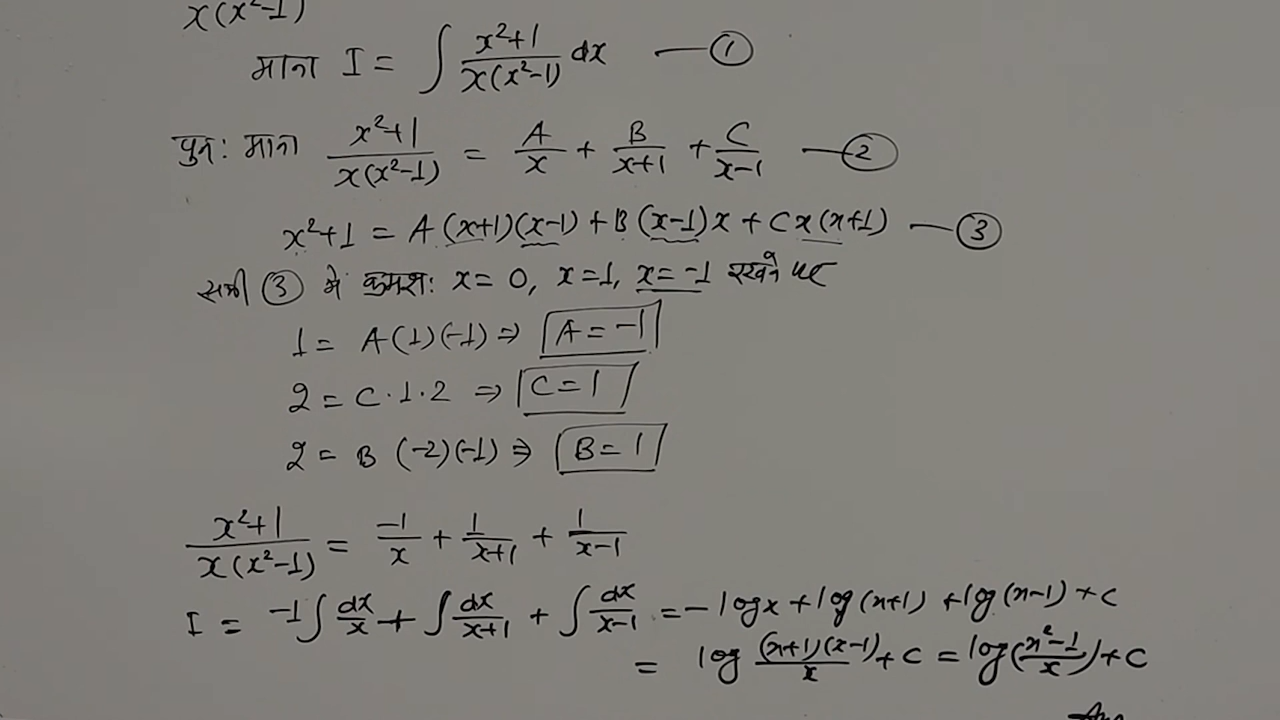 x(x²-1)
माना I = ∫ x²+1/x(x²-1) dx — ①
पुन: माना x²+1/x(x²-1) = A/x + B/x+1 + C/x-1 — ②
x²+1 = A(x+1)(x-1) + B(x-1)x + Cx(x+1) — ③
समी ③ मे क्रमश: x = 0, x = 1, x = -1 रखने पर
1 = A(1)(-1) ⇒ A = -1
2 = C·1·2 ⇒ C = 1
2 = B (-2)(-1) ⇒ B = 1
x²+1/x(x²-1) = -1/x + 1/x+1 + 1/x-1
I = -1∫dx/x + ∫dx/x+1 + ∫dx/x-1 = -logx + log(x+1) + log(x-1) + C
= log (x+1)(x-1)/x + C = log(x²-1/x) + C
Ans